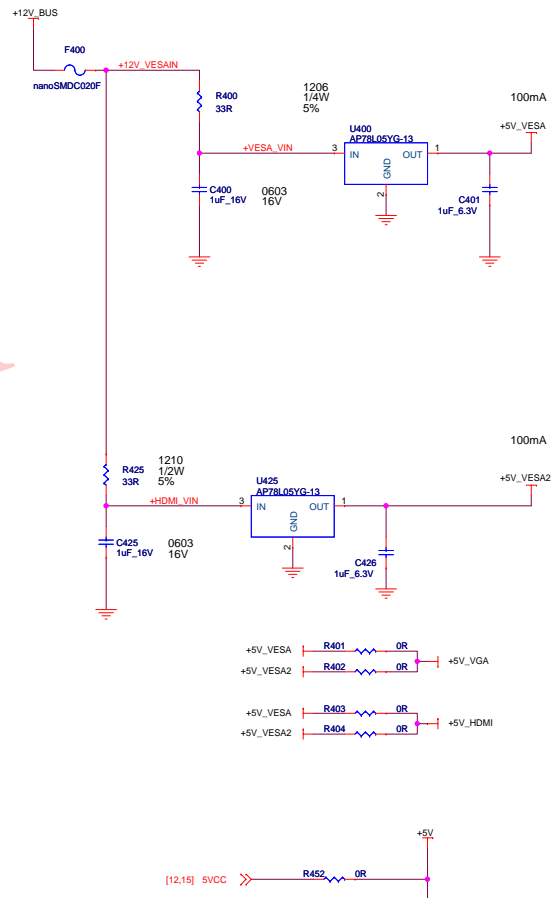 +12V_BUS
F400
nanoSMDC020F
+12V_VESAIN
R400
33R
1206
1/4W
5%
+VESA_VIN
3
U400
AP78L05YG-13
IN
OUT
GND
2
1
100mA
+5V_VESA
C400
1uF_16V
0603
16V
C401
1uF_6.3V
R425
33R
1210
1/2W
5%
+HDMI_VIN
3
U425
AP78L05YG-13
IN
OUT
GND
2
1
100mA
+5V_VESA2
C425
1uF_16V
0603
16V
C426
1uF_6.3V
+5V_VESA R401 0R
+5V_VESA2 R402 0R
+5V_VGA
+5V_VESA R403 0R
+5V_VESA2 R404 0R
+5V_HDMI
+5V
[12,15] 5VCC R452 0R